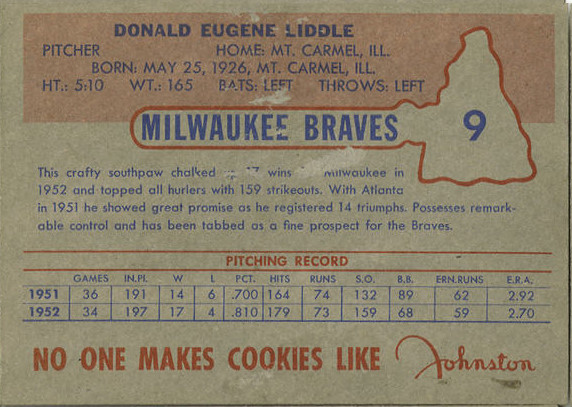 DONALD EUGENE LIDDLE
PITCHER HOME: MT. CARMEL, ILL.
BORN: MAY 25, 1926, MT. CARMEL, ILL.
HT.: 5:10 WT.: 165 BATS: LEFT THROWS: LEFT
MILWAUKEE BRAVES 9
This crafty southpaw chalked 17 wins Milwaukee in
1952 and topped all hurlers with 159 strikeouts. With Atlanta
in 1951 he showed great promise as he registered 14 triumphs. Possesses remark-
able control and has been tabbed as a fine prospect for the Braves.
PITCHING RECORD
GAMES IN.PI. W L PCT. HITS RUNS S.O. B.B. ERN.RUNS E.R.A.
1951 36 191 14 6 .700 164 74 132 89 62 2.92
1952 34 197 17 4 .810 179 73 159 68 59 2.70
NO ONE MAKES COOKIES LIKE Johnston